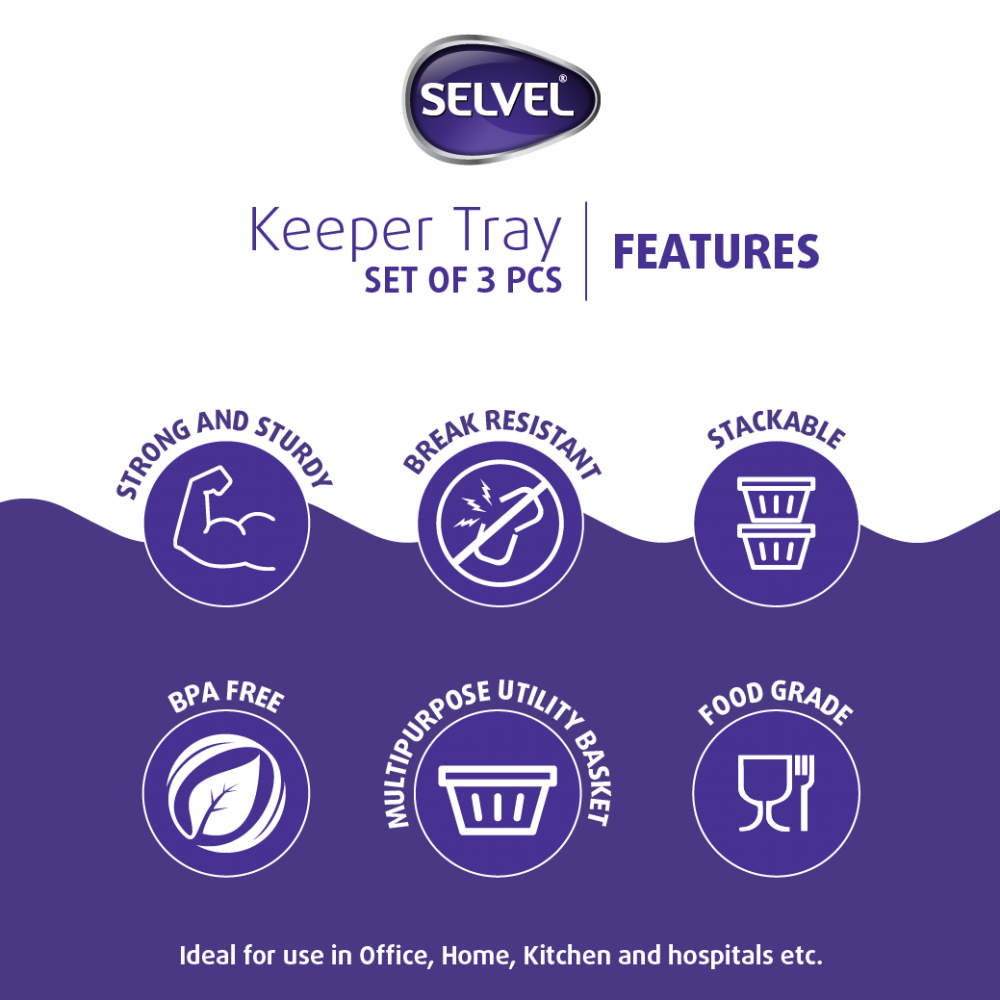 SELVEL®
Keeper Tray
SET OF 3 PCS
FEATURES
STRONG AND STURDY
BREAK RESISTANT
STACKABLE
BPA FREE
MULTIPURPOSE UTILITY BASKET
FOOD GRADE
Ideal for use in Office, Home, Kitchen and hospitals etc.